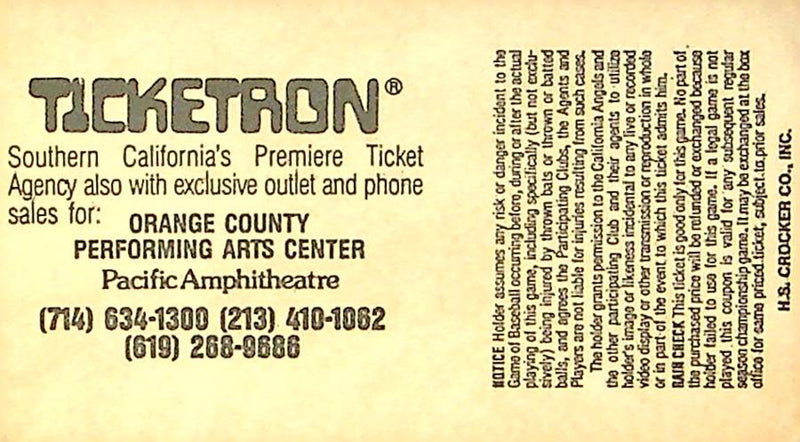 TICKETRON®
Southern California's Premiere Ticket
Agency also with exclusive outlet and phone
sales for:
ORANGE COUNTY
PERFORMING ARTS CENTER
Pacific Amphitheatre
(714) 634-1300 (213) 410-1062
(619) 268-9686
NOTICE Holder assumes any risk or danger incident to the
Game of Baseball occurring before, during or after the actual
playing of this game, including specifically (but not exclu-
sively) being injured by thrown bats or thrown or batted
balls, and agrees the Participating Clubs, the Agents and
Players are not liable for injuries resulting from such cases.
The holder grants permission to the California Angels and
the other participating Club and their agents to utilize
holder's image or likeness incidental to any live or recorded
video display or other transmission or reproduction in whole
or in part of the event to which this ticket admits him.
RAIN CHECK This ticket is good only for this game. No part of
the purchased price will be refunded or exchanged because
holder failed to use for this game. If a legal game is not
played this coupon is valid for any subsequent regular
season championship game. It may be exchanged at the box
office for same priced ticket, subject to prior sales.
H.S. CROCKER CO., INC.